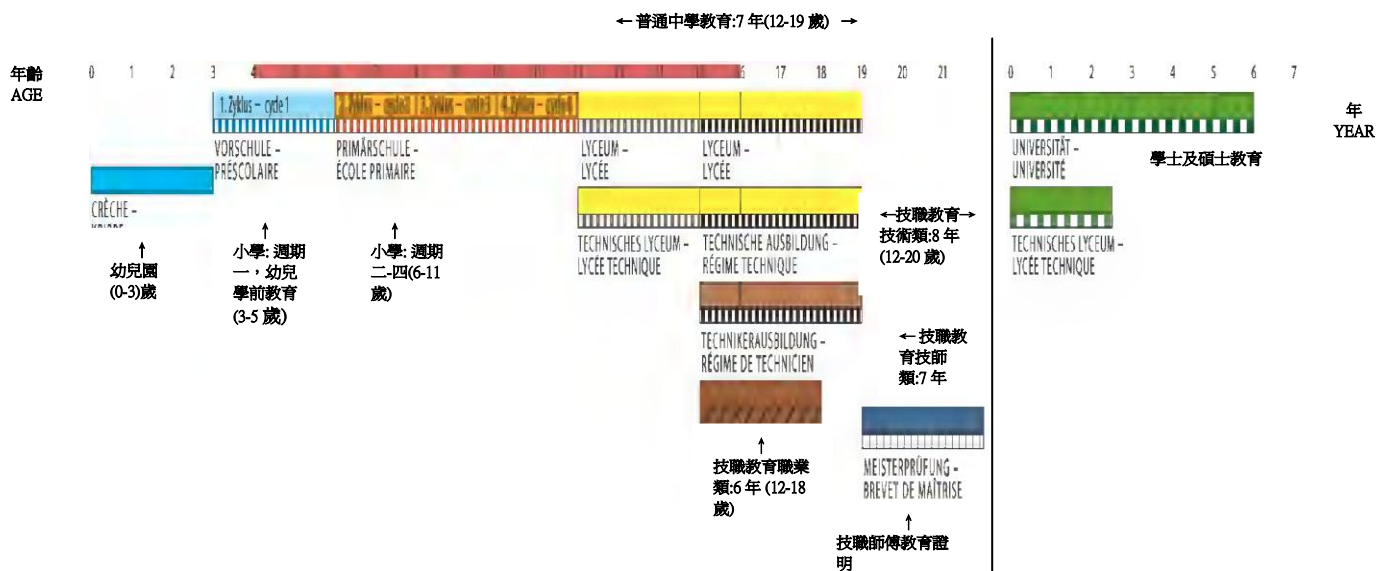 ←普通中學教育:7 年(12-19 歲) →
年齡
AGE
0 1 2 3 4 6 18 19 20 21
0 1 2 3 4 5 6 7
年
YEAR
1. Zyklus – cycle 1
3. Zyklus – cycle 3
4. Zyklus –
VORSCHULE –
PRÉSCOLAIRE
PRIMÄRSCHULE –
ÉCOLE PRIMAIRE
LYCEUM –
LYCÉE
LYCEUM –
LYCÉE
UNIVERSITÄT –
UNIVERSITÉ
學士及碩士教育
CRÈCHE –
TECHNISCHES LYCEUM –
LYCÉE TECHNIQUE
TECHNISCHE AUSBILDUNG –
RÉGIME TECHNIQUE
←技職教育→
技術類:8 年
(12-20 歲)
TECHNISCHES LYCEUM –
LYCÉE TECHNIQUE
↑
幼兒園
(0-3)歲
↑
小學: 週期
一,幼兒
學前教育
(3-5 歲)
↑
小學: 週期
二-四(6-11
歲)
TECHNIKERAUSBILDUNG –
RÉGIME DE TECHNICIEN
← 技職教
育技師
類:7 年
↑
技職教育職業
類:6 年 (12-18
歲)
MEISTERPRÜFUNG –
BREVET DE MAÎTRISE
↑
技職師傅教育證
明